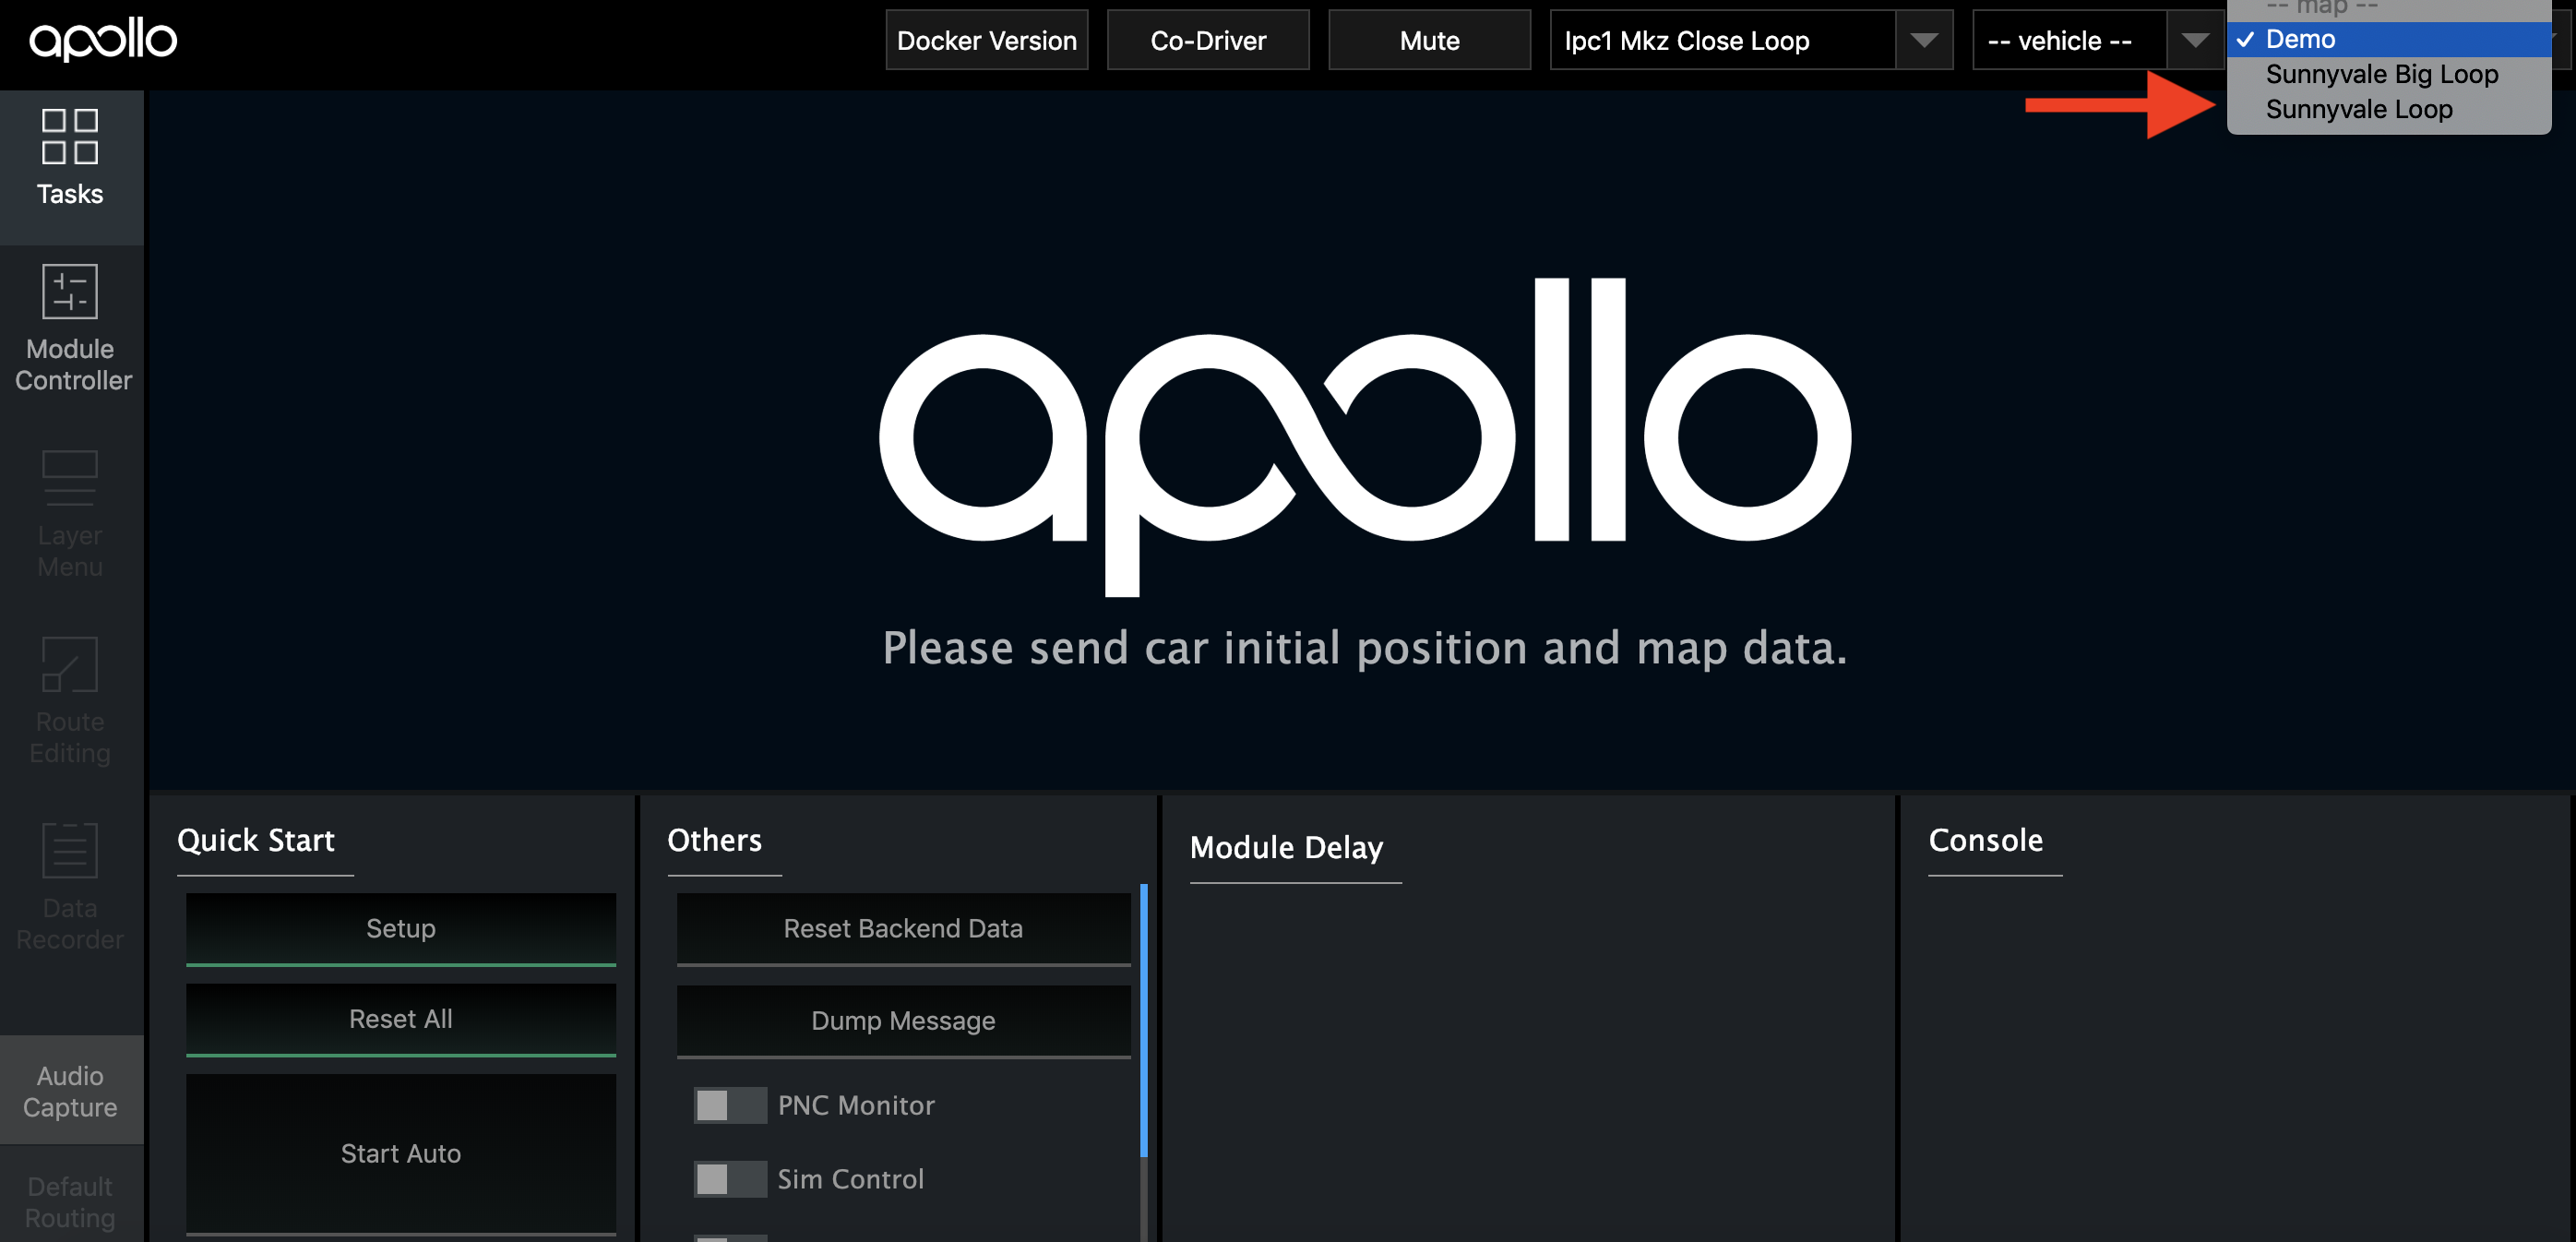 apollo
Docker Version
Co-Driver
Mute
Ipc1 Mkz Close Loop
-- vehicle --
-- map --
✓ Demo
Sunnyvale Big Loop
Sunnyvale Loop
Tasks
Module
Controller
Layer
Menu
Route
Editing
Data
Recorder
Audio
Capture
Default
Routing
apollo
Please send car initial position and map data.
Quick Start
Setup
Reset All
Start Auto
Others
Reset Backend Data
Dump Message
PNC Monitor
Sim Control
Module Delay
Console